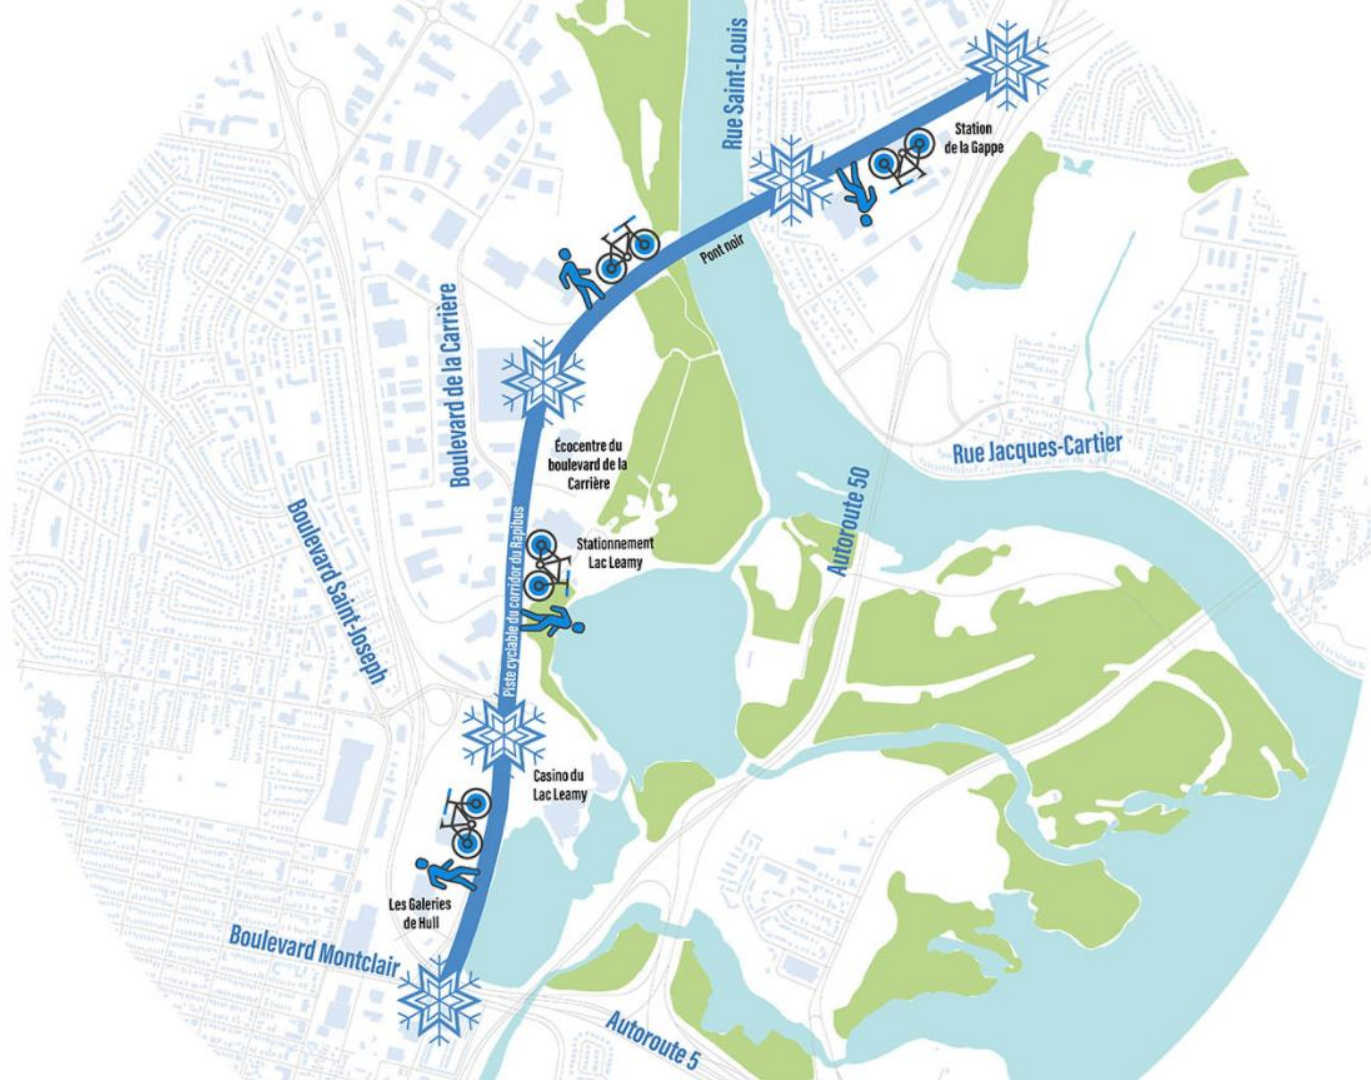 Rue Saint-Louis
Station
de la Gappe
Pont noir
Boulevard de la Carrière
Écocentre du
boulevard de la
Carrière
Rue Jacques-Cartier
Autoroute 50
Boulevard Saint-Joseph
Piste cyclable du corridor du Rapibus
Stationnement
Lac Leamy
Casino du
Lac Leamy
Les Galeries
de Hull
Boulevard Montclair
Autoroute 5